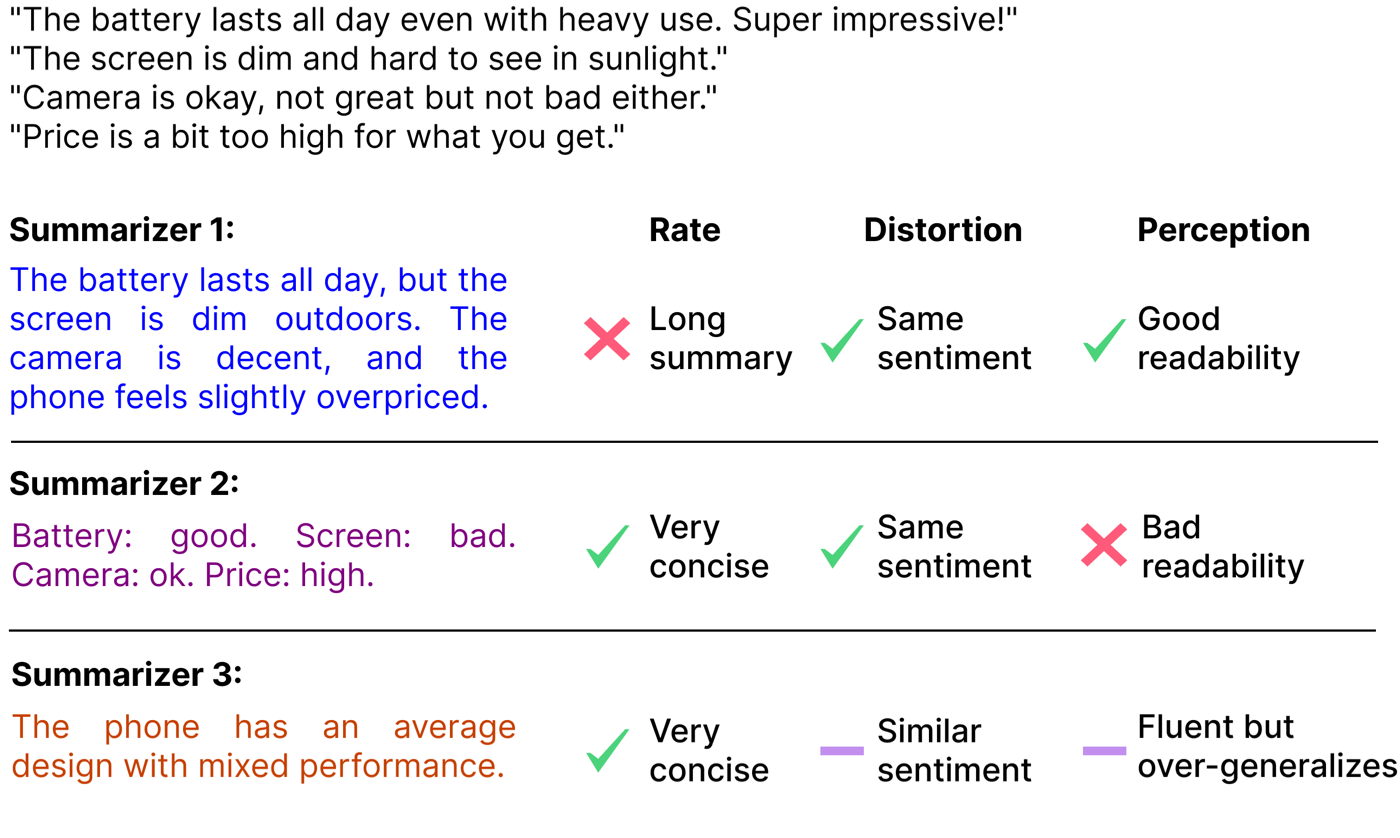 "The battery lasts all day even with heavy use. Super impressive!"
"The screen is dim and hard to see in sunlight."
"Camera is okay, not great but not bad either."
"Price is a bit too high for what you get."
Summarizer 1:
Rate
Distortion
Perception
The battery lasts all day, but the
screen is dim outdoors. The
camera is decent, and the
phone feels slightly overpriced.
Long
summary
Same
sentiment
Good
readability
Summarizer 2:
Battery: good. Screen: bad.
Camera: ok. Price: high.
Very
concise
Same
sentiment
Bad
readability
Summarizer 3:
The phone has an average
design with mixed performance.
Very
concise
Similar
sentiment
Fluent but
over-generalizes